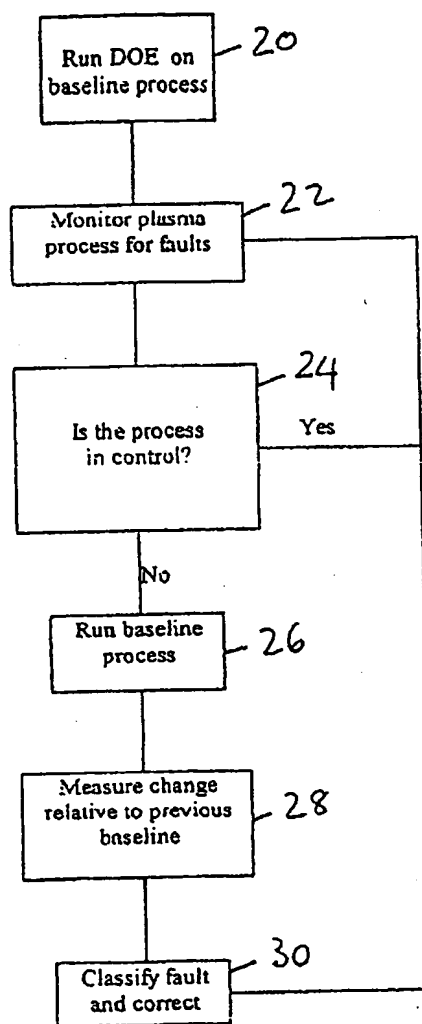 Run DOE on
baseline process
20
Monitor plasma
process for faults
22
Is the process
in control?
24
Yes
No
Run baseline
process
26
Measure change
relative to previous
baseline
28
Classify fault
and correct
30